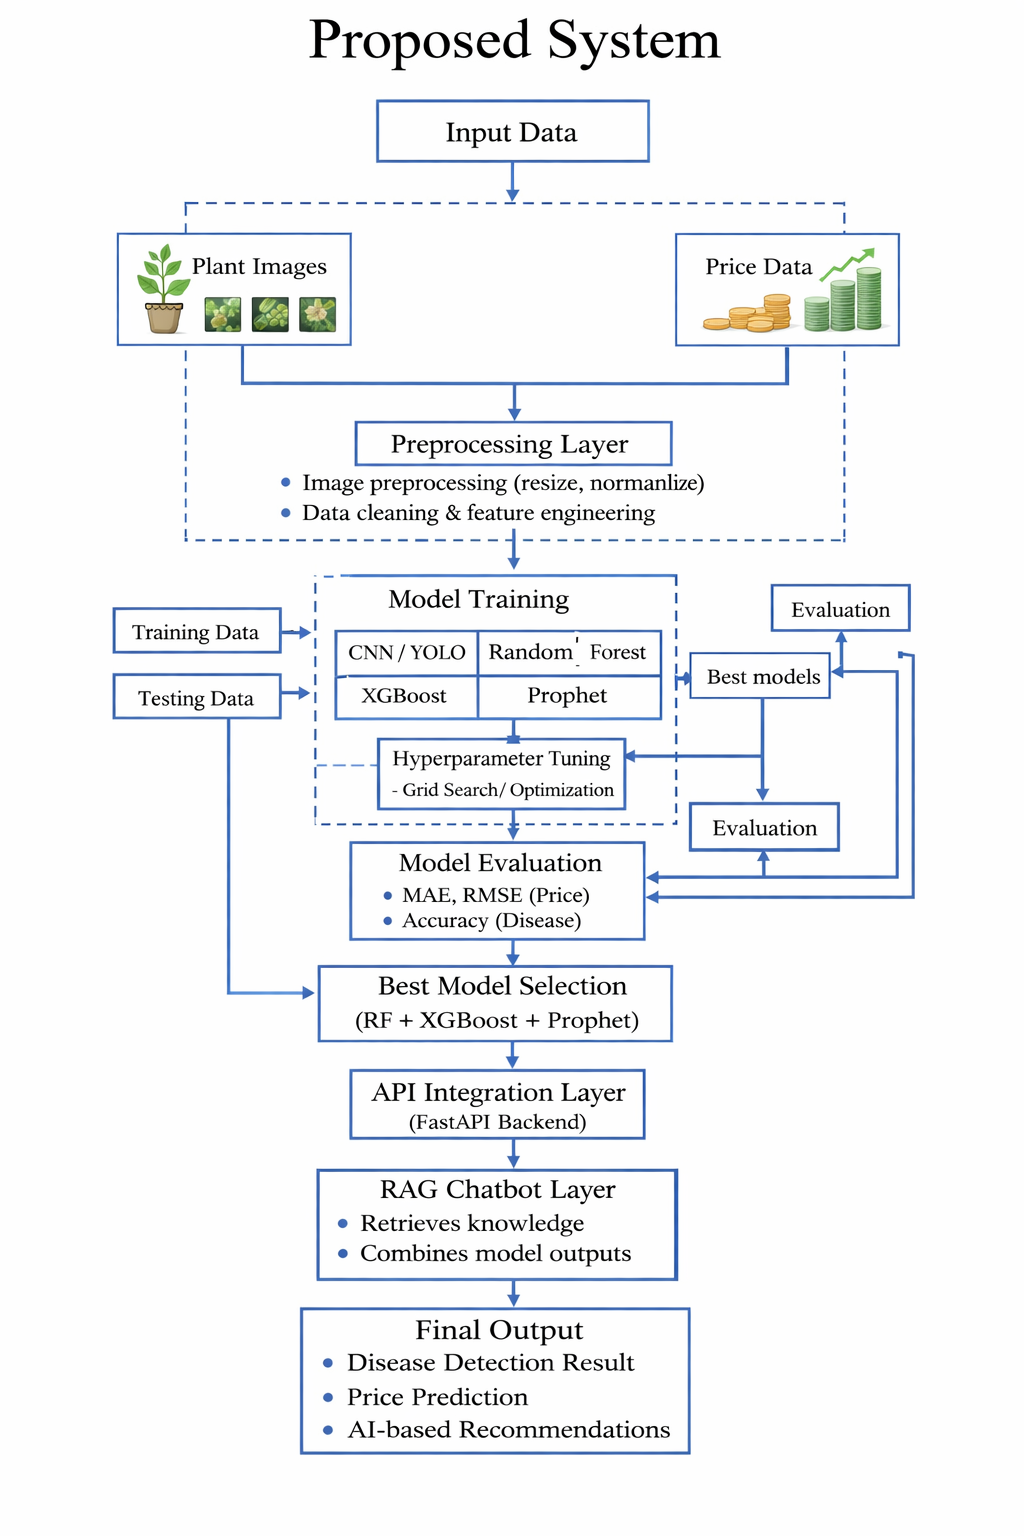 Proposed System
Input Data
Plant Images
Price Data
Preprocessing Layer
• Image preprocessing (resize, normanlize)
• Data cleaning & feature engineering
Model Training
Training Data
Testing Data
CNN / YOLO
Random' Forest
XGBoost
Prophet
Hyperparameter Tuning
- Grid Search/ Optimization
Evaluation
Best models
Evaluation
Model Evaluation
• MAE, RMSE (Price)
• Accuracy (Disease)
Best Model Selection
(RF + XGBoost + Prophet)
API Integration Layer
(FastAPI Backend)
RAG Chatbot Layer
• Retrieves knowledge
• Combines model outputs
Final Output
• Disease Detection Result
• Price Prediction
• AI-based Recommendations